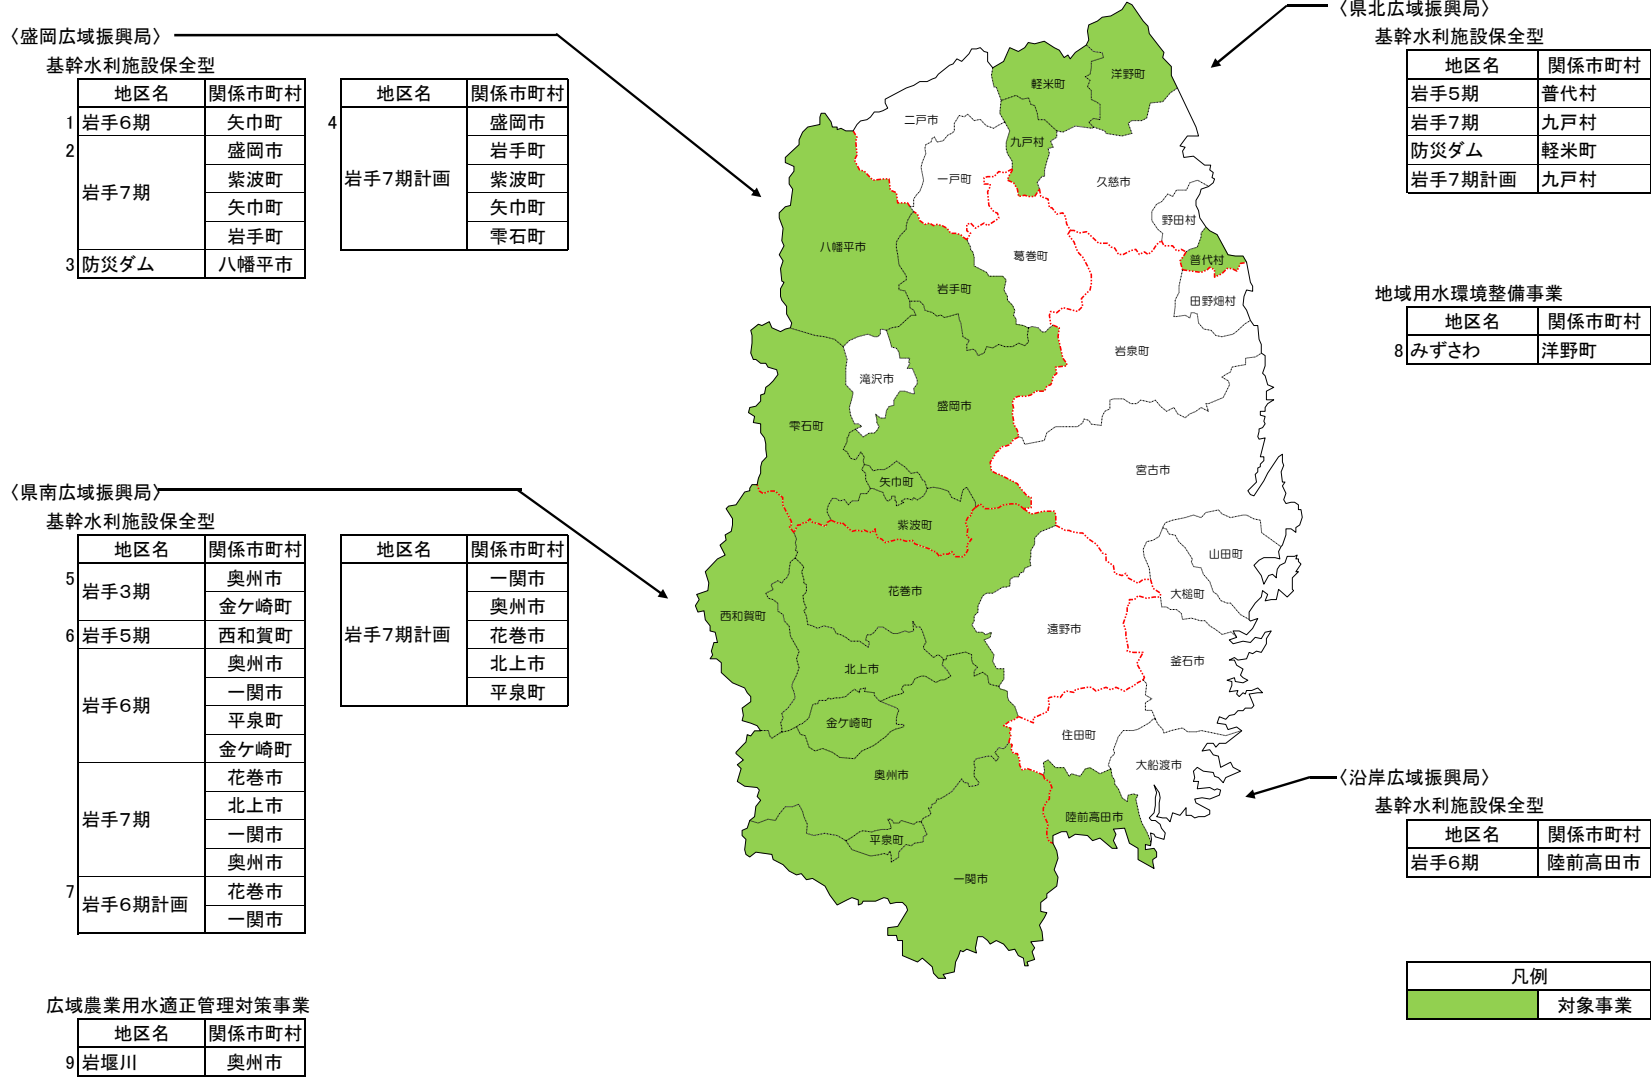 〈盛岡広域振興局〉
基幹水利施設保全型
地区名 関係市町村
1 岩手6期 矢巾町
2 岩手7期 盛岡市
紫波町
矢巾町
岩手町
3 防災ダム 八幡平市
地区名 関係市町村
4 岩手7期計画 盛岡市
岩手町
紫波町
矢巾町
雫石町
〈県南広域振興局〉
基幹水利施設保全型
地区名 関係市町村
5 岩手3期 奥州市
金ケ崎町
6 岩手5期 西和賀町
岩手6期 奥州市
一関市
平泉町
金ケ崎町
岩手7期 花巻市
北上市
一関市
奥州市
7 岩手6期計画 花巻市
一関市
地区名 関係市町村
岩手7期計画 一関市
奥州市
花巻市
北上市
平泉町
広域農業用水適正管理対策事業
地区名 関係市町村
9 岩堰川 奥州市
洋野町
軽米町
二戸市
九戸村
一戸町
久慈市
野田村
八幡平市
葛巻町
普代村
岩手町
田野畑村
岩泉町
滝沢市
盛岡市
雫石町
宮古市
矢巾町
紫波町
山田町
花巻市
大槌町
西和賀町
遠野市
釜石市
北上市
金ケ崎町
住田町
大船渡市
奥州市
陸前高田市
平泉町
一関市
〈県北広域振興局〉
基幹水利施設保全型
地区名 関係市町村
岩手5期 普代村
岩手7期 九戸村
防災ダム 軽米町
岩手7期計画 九戸村
地域用水環境整備事業
地区名 関係市町村
8 みずさわ 洋野町
〈沿岸広域振興局〉
基幹水利施設保全型
地区名 関係市町村
岩手6期 陸前高田市
凡例
対象事業